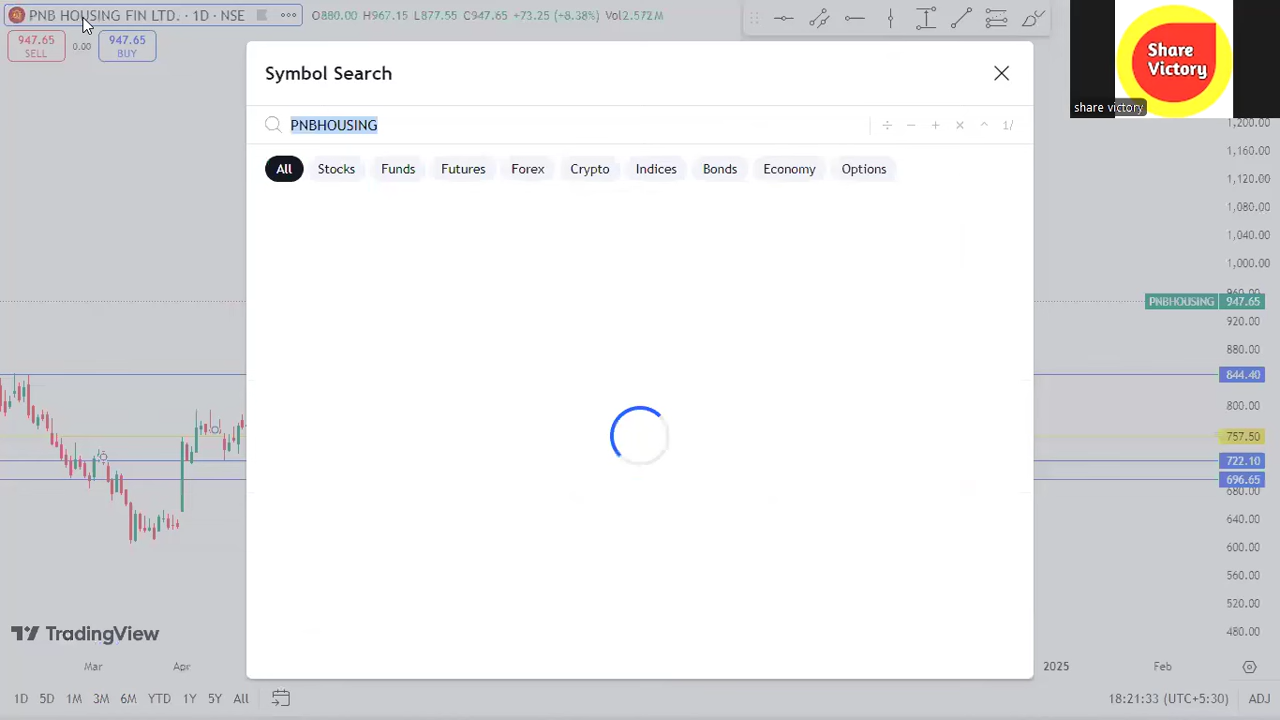 PNB HOUSING FIN LTD. · 1D · NSE
O880.00 H967.15 L877.55 C947.65 +73.25 (+8.38%) Vol2.572M
947.65
SELL
0.00
947.65
BUY
Share
Victory
share victory
Symbol Search
PNBHOUSING
1/
All Stocks Funds Futures Forex Crypto Indices Bonds Economy Options
1,200.00
1,160.00
1,120.00
1,080.00
1,040.00
1,000.00
960.00
PNBHOUSING 947.65
920.00
880.00
844.40
800.00
757.50
722.10
696.65
680.00
640.00
600.00
560.00
520.00
480.00
TradingView
Mar Apr 2025 Feb
1D 5D 1M 3M 6M YTD 1Y 5Y All
18:21:33 (UTC+5:30) ADJ